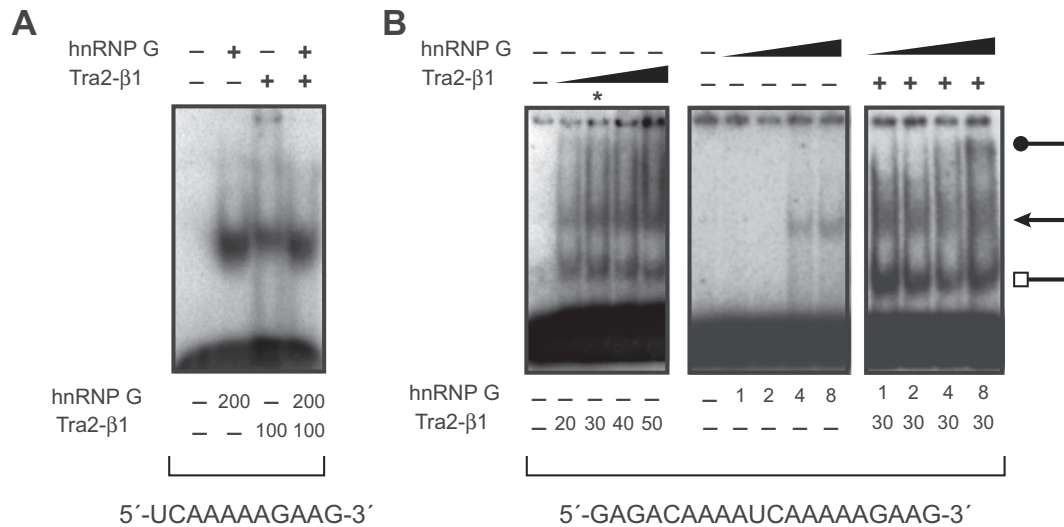 A
hnRNP G – + – +
Tra2-β1 – – + +
hnRNP G – 200 – 200
Tra2-β1 – – 100 100
5´-UCAAAAAGAAG-3´
B
hnRNP G – – – – – –
Tra2-β1 – – – – – – + + + +
*
hnRNP G – – – – – – 1 2 4 8 1 2 4 8
Tra2-β1 – 20 30 40 50 – – – – – 30 30 30 30
5´-GAGACAAAAUCAAAAAGAAG-3´